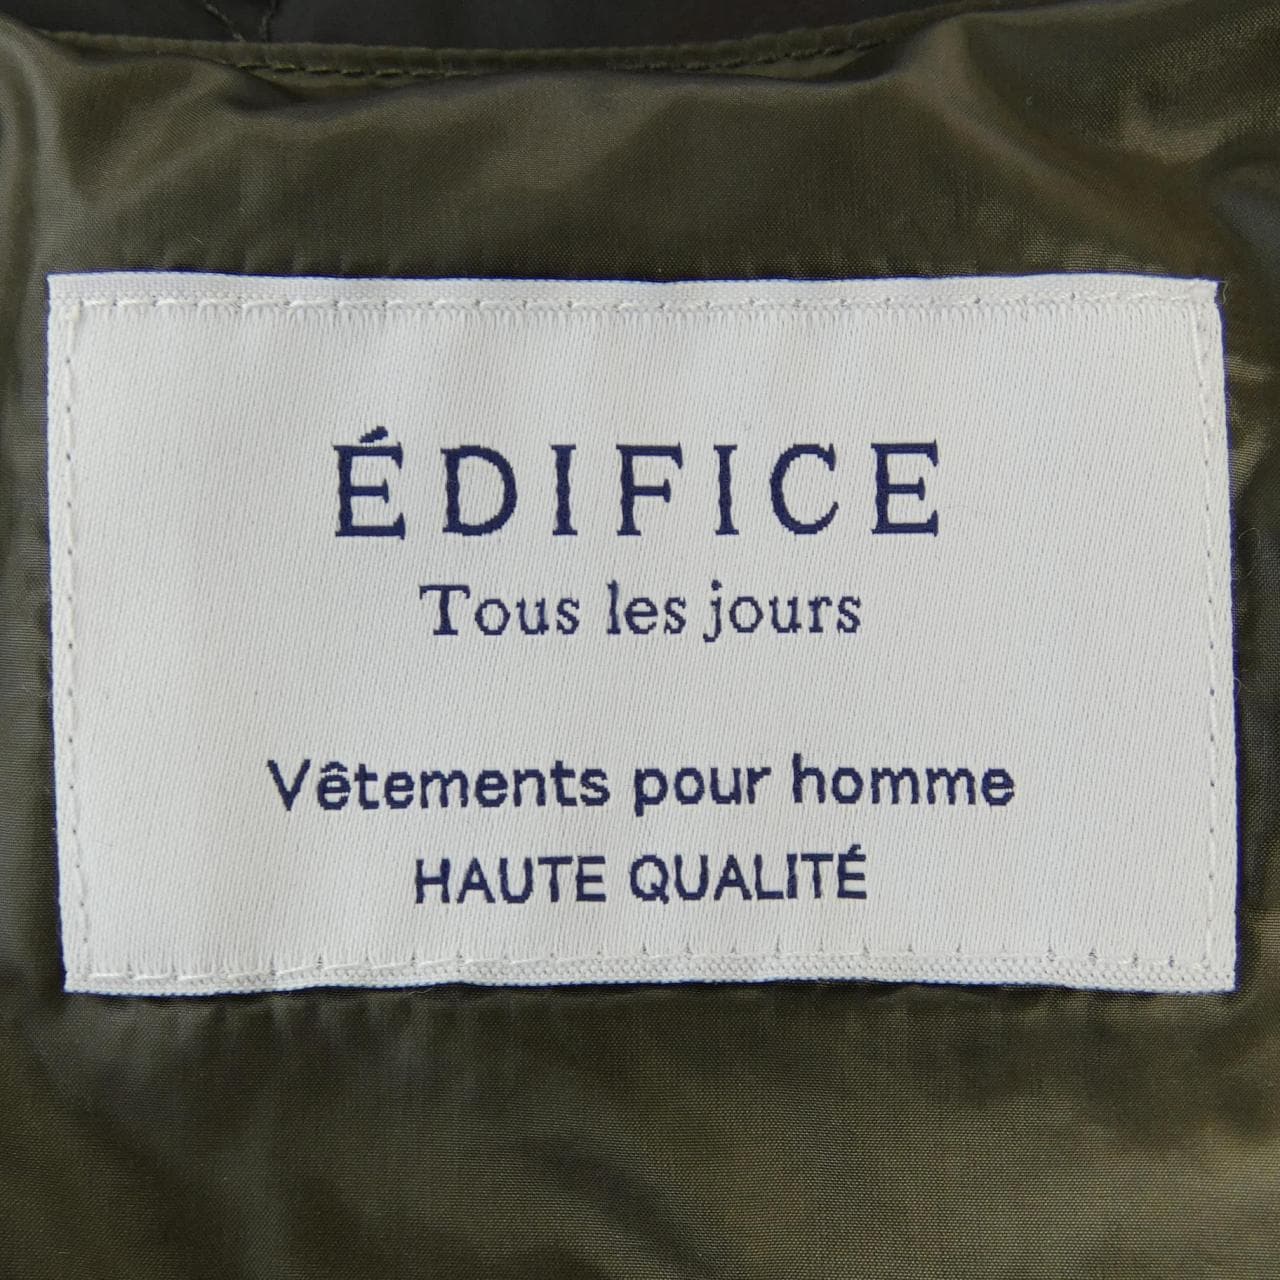 ÉDIFICE
Tous les jours
Vêtements pour homme
HAUTE QUALITÉ